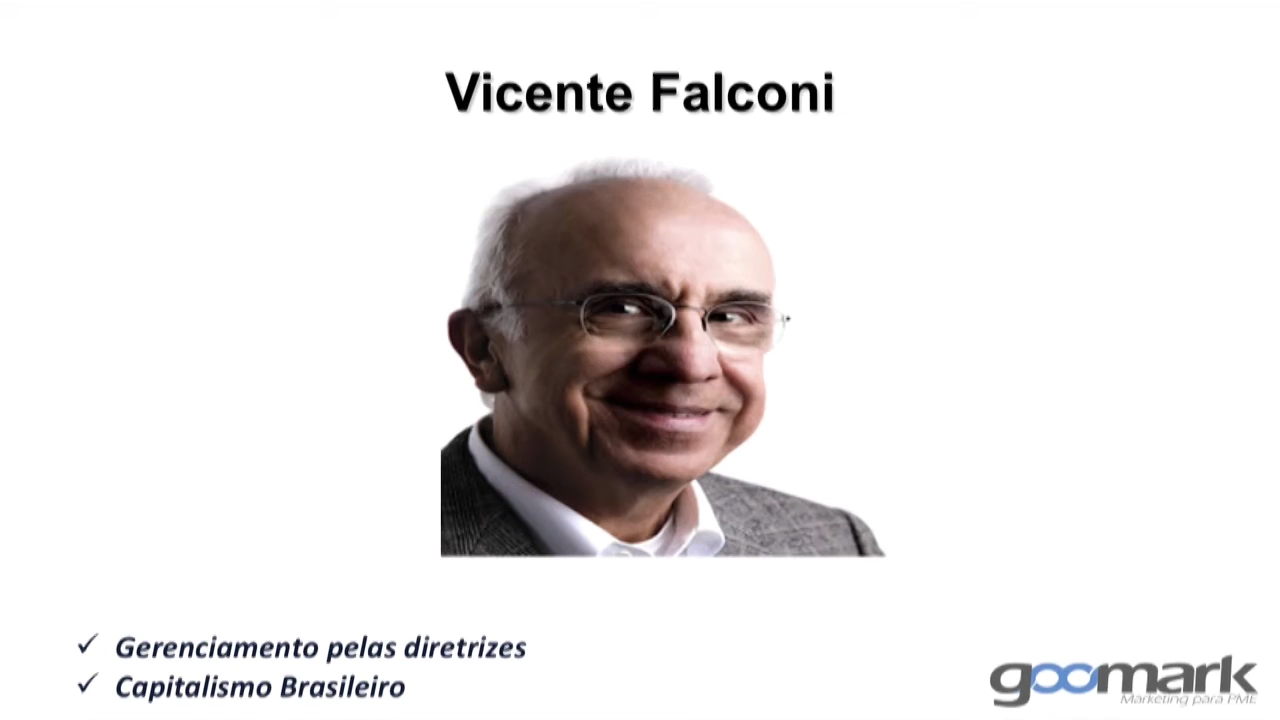 Vicente Falconi
✓ Gerenciamento pelas diretrizes
✓ Capitalismo Brasileiro
goomark
Marketing para PME